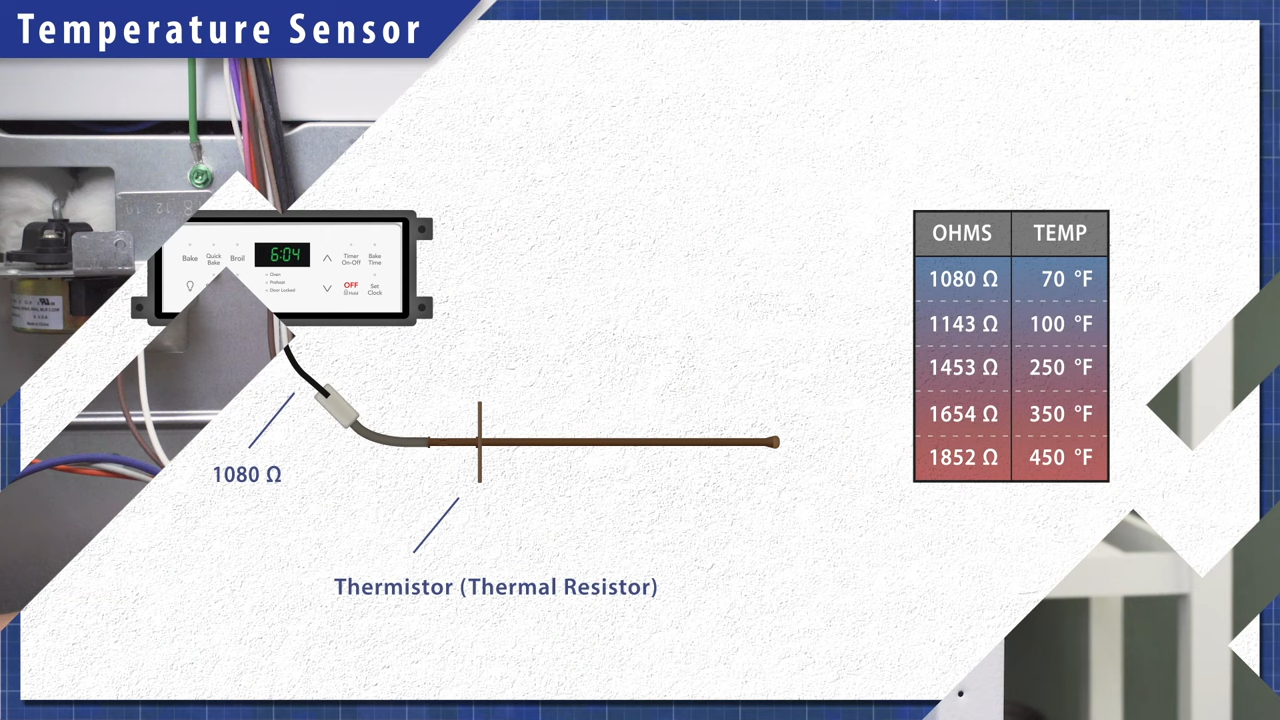 Temperature Sensor
Bake
Quick Bake
Broil
6:04
Timer On-Off
Bake Time
Oven
Preheat
Door Locked
OFF
Set Clock
1080 Ω
Thermistor (Thermal Resistor)
OHMS TEMP
1080 Ω 70 °F
1143 Ω 100 °F
1453 Ω 250 °F
1654 Ω 350 °F
1852 Ω 450 °F